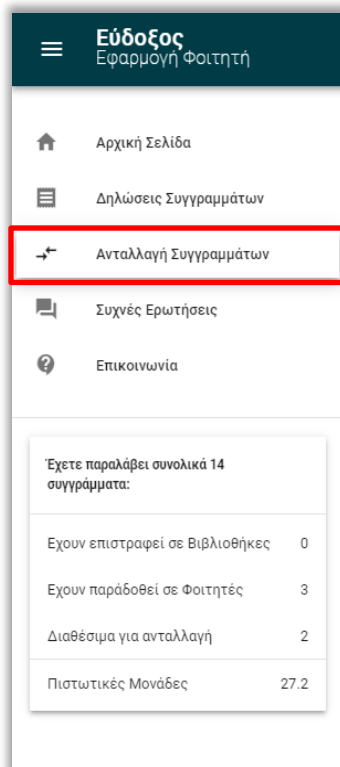 Εύδοξος
Εφαρμογή Φοιτητή
Αρχική Σελίδα
Δηλώσεις Συγγραμμάτων
Ανταλλαγή Συγγραμμάτων
Συχνές Ερωτήσεις
Επικοινωνία
Έχετε παραλάβει συνολικά 14
συγγράμματα:
Εχουν επιστραφεί σε Βιβλιοθήκες 0
Εχουν παράδοθεί σε Φοιτητές 3
Διαθέσιμα για ανταλλαγή 2
Πιστωτικές Μονάδες 27.2